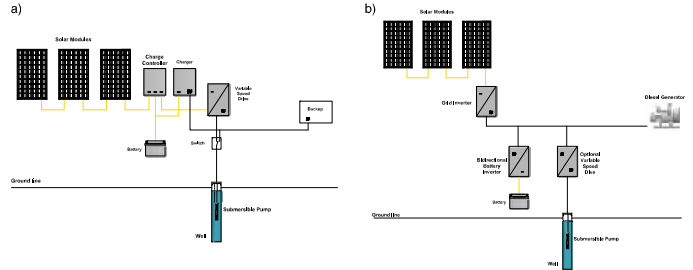 a)
Solar Modules
Charge
Controller
Charger
Variable
Speed
Drive
Backup
Battery
Switch
Ground line
Submersible Pump
Well
b)
Solar Modules
Grid Inverter
Diesel Generator
Bidirectional
Battery
Inverter
Optional
Variable
Speed
Dive
Battery
Ground line
Submersible Pump
Well